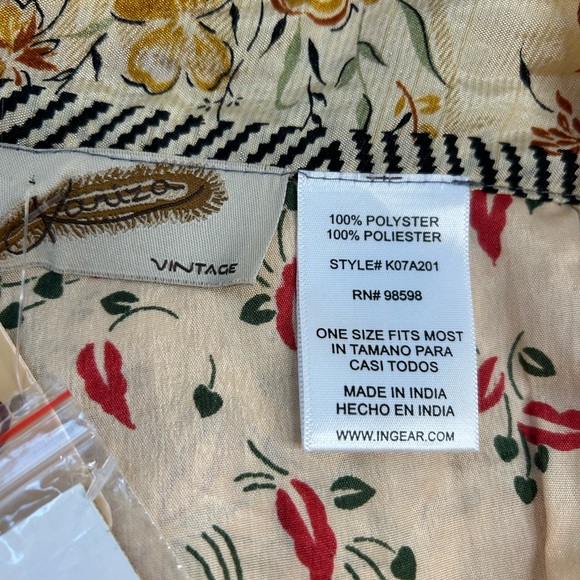 Kariza
VINTAGE
100% POLYSTER
100% POLIESTER
STYLE# K07A201
RN# 98598
ONE SIZE FITS MOST
IN TAMANO PARA
CASI TODOS
MADE IN INDIA
HECHO EN INDIA
WWW.INGEAR.COM